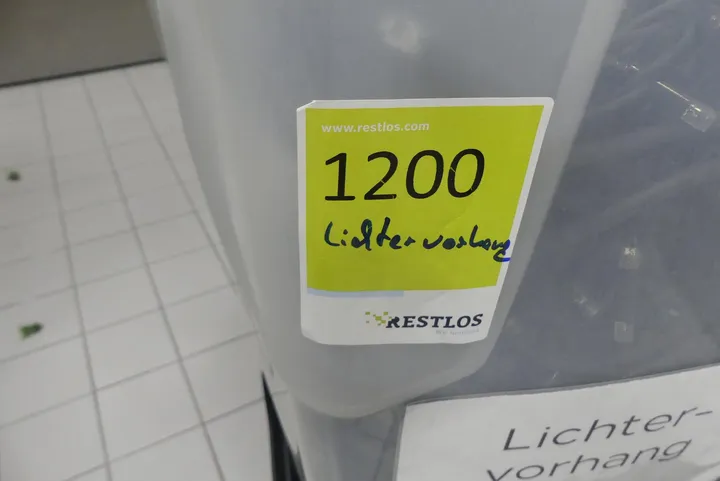 www.restlos.com
1200
Lichtervorhang
RESTLOS
Lichter-
vorhang